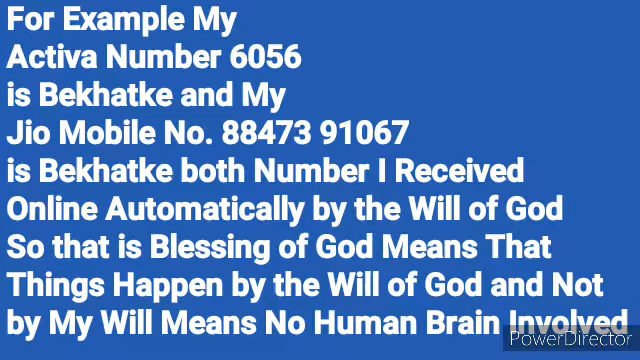 For Example My
Activa Number 6056
is Bekhatke and My
Jio Mobile No. 88473 91067
is Bekhatke both Number I Received
Online Automatically by the Will of God
So that is Blessing of God Means That
Things Happen by the Will of God and Not
by My Will Means No Human Brain Involved
PowerDirector